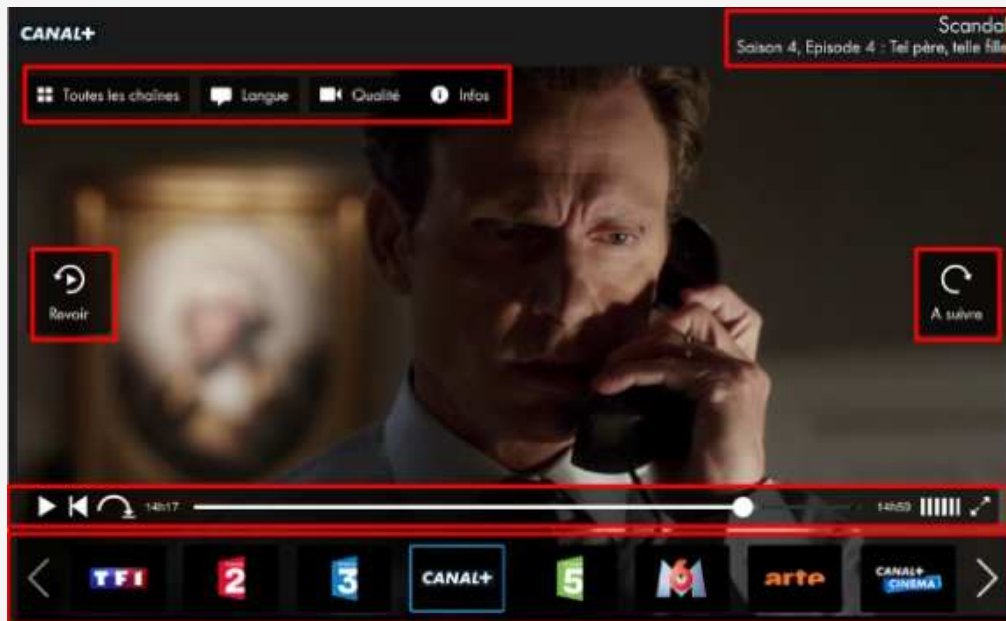 CANAL+
Scandal
Saison 4, Episode 4 : Tel père, telle fille
Toutes les chaînes Langue Qualité Infos
Revoir
A suivre
14h17
14h59
TF1
2
3
CANAL+
5
M6
arte
CANAL+ CINEMA